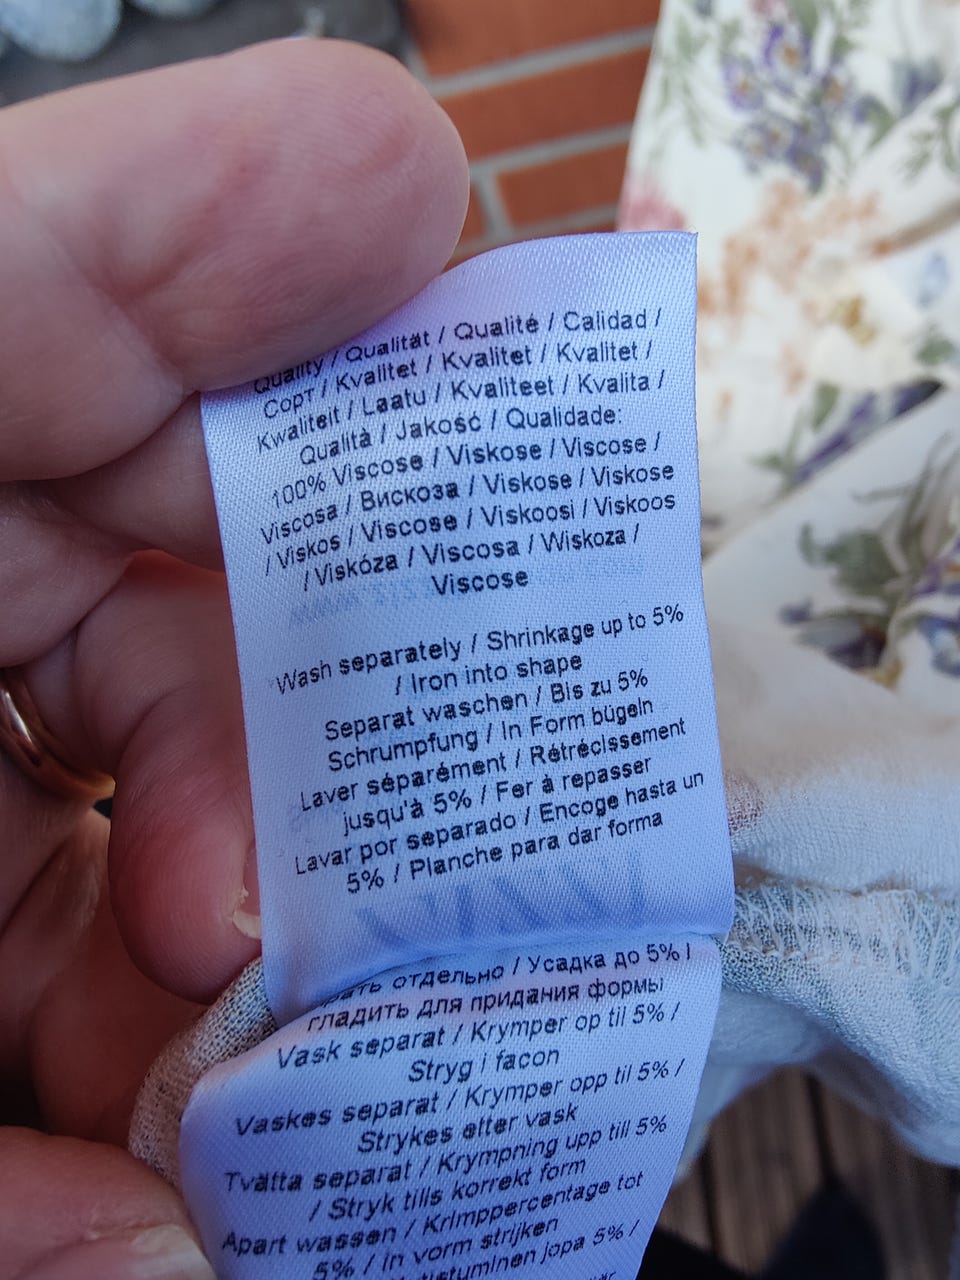 Quality / Qualität / Qualité / Calidad /
Сорт / Kvalitet / Kvalitet / Kvalitet /
Kwaliteit / Laatu / Kvaliteet / Kvalita /
Qualità / Jakość / Qualidade:
100% Viscose / Viskose / Viscose /
Viscosa / Вискоза / Viskose / Viskose
/ Viskos / Viscose / Viskoosi / Viskoos
/ Viskóza / Viscosa / Wiskoza /
Viscose
Wash separately / Shrinkage up to 5%
/ Iron into shape
Separat waschen / Bis zu 5%
Schrumpfung / In Form bügeln
Laver séparément / Rétrécissement
jusqu'à 5% / Fer à repasser
Lavar por separado / Encoge hasta un
5% / Planche para dar forma
отдельно / Усадка до 5% /
гладить для придания формы
Vask separat / Krymper op til 5% /
Stryg i facon
Vaskes separat / Krymper opp til 5% /
Strykes etter vask
Tvätta separat / Krympning upp till 5%
/ Stryk tills korrekt form
Apart wassen / Krimppercentage tot
5% / in vorm strijken
jopa 5% /